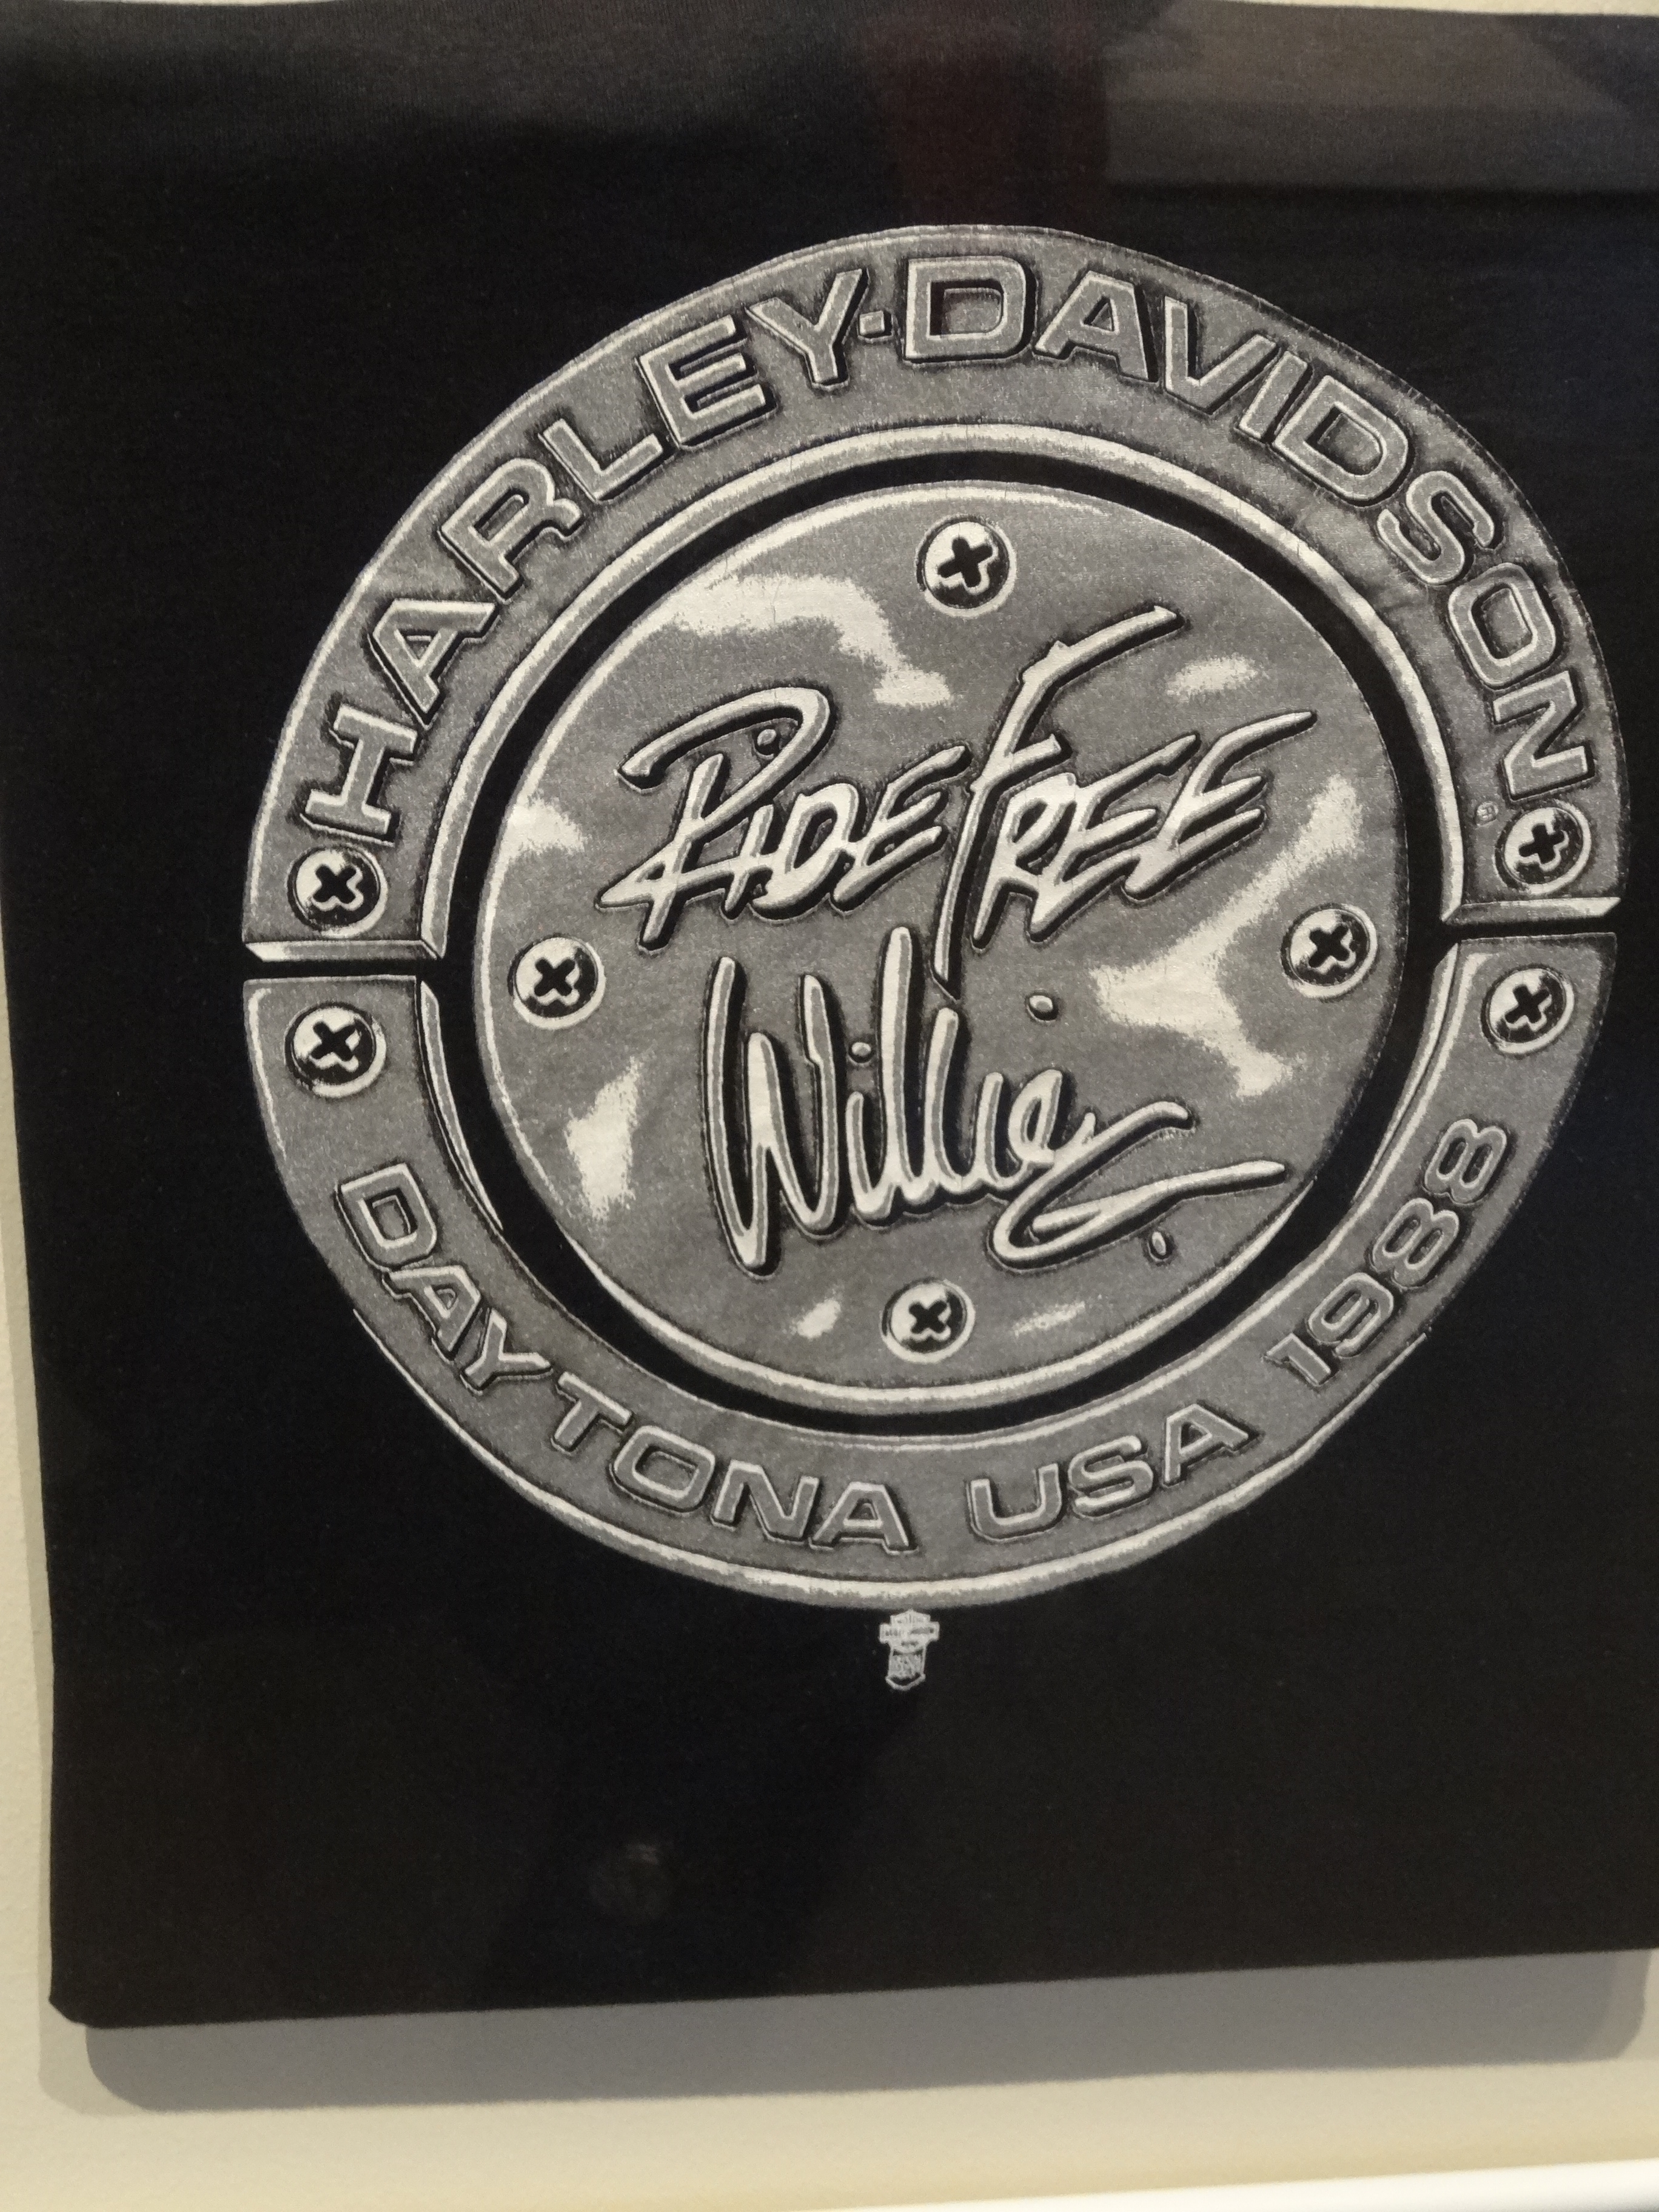 HARLEY-DAVIDSON
®
RIDE FREE
Willie G.
DAYTONA USA 1988